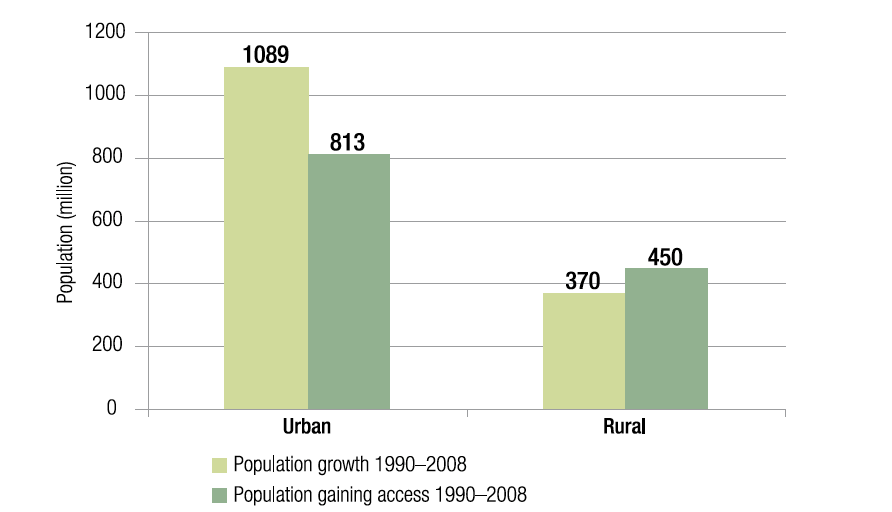 1200
1089
1000
813
800
Population (million)
600
450
400
370
200
0
Urban
Rural
Population growth 1990–2008
Population gaining access 1990–2008